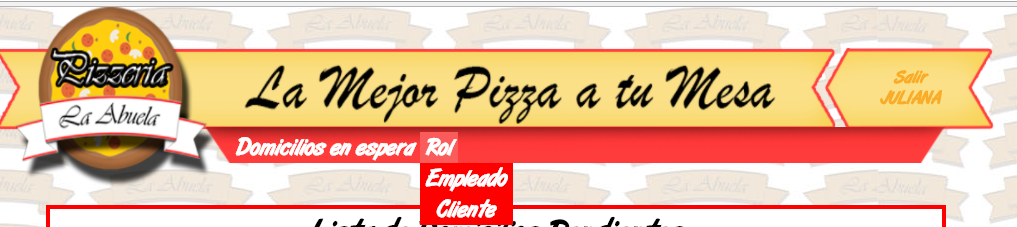 Pizzeria
La Abuela
La Mejor Pizza a tu Mesa
Salir
JULIANA
Domicilios en espera Rol
Empleado
Cliente